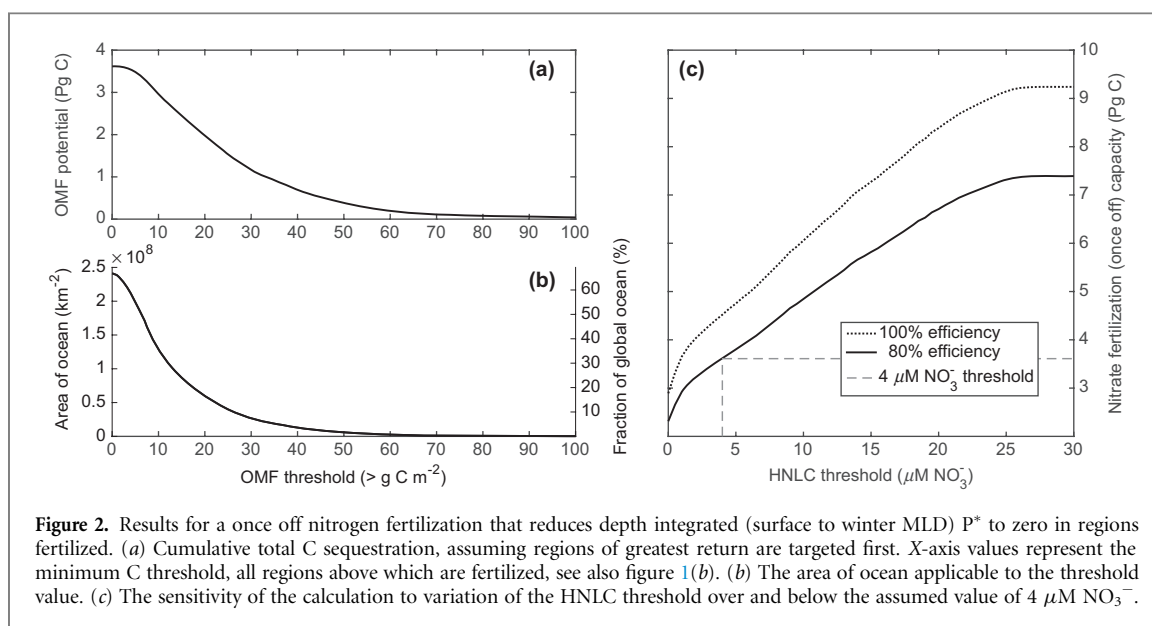 (a)
OMF potential (Pg C)
4
3
2
1
0
0 10 20 30 40 50 60 70 80 90 100
(b)
× 10⁸
Area of ocean (km⁻²)
2.5
2
1.5
1
0.5
0
Fraction of global ocean (%)
60
50
40
30
20
10
0 10 20 30 40 50 60 70 80 90 100
OMF threshold (> g C m⁻²)
(c)
Nitrate fertilization (once off) capacity (Pg C)
10
9
8
7
6
5
4
3
100% efficiency
80% efficiency
4 μM NO₃⁻ threshold
0 5 10 15 20 25 30
HNLC threshold (μM NO₃⁻)
Figure 2. Results for a once off nitrogen fertilization that reduces depth integrated (surface to winter MLD) P* to zero in regions
fertilized. (a) Cumulative total C sequestration, assuming regions of greatest return are targeted first. X-axis values represent the
minimum C threshold, all regions above which are fertilized, see also figure 1(b). (b) The area of ocean applicable to the threshold
value. (c) The sensitivity of the calculation to variation of the HNLC threshold over and below the assumed value of 4 μM NO₃⁻.